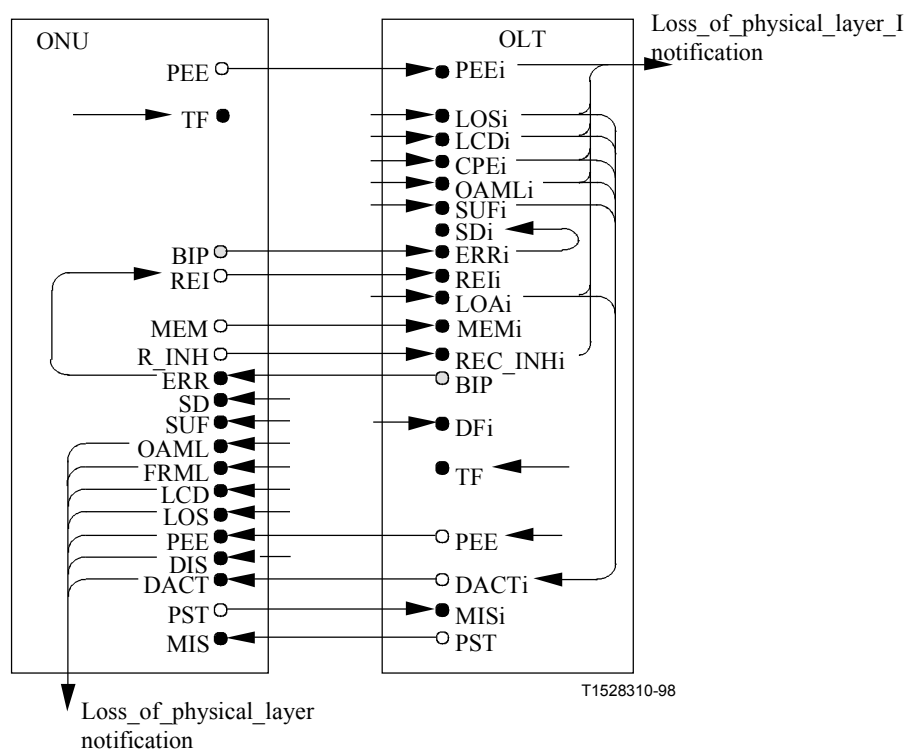 Loss_of_physical_layer_I
notification
ONU
OLT
PEE
PEEi
TF
LOSi
LCDi
CPEi
OAMLi
SUFi
SDi
BIP
ERRi
REI
REIi
LOAi
MEM
MEMi
R_INH
REC_INHi
ERR
BIP
SD
SUF
DFi
OAML
FRML
TF
LCD
LOS
PEE
PEE
DIS
DACT
DACTi
PST
MISi
MIS
PST
T1528310-98
Loss_of_physical_layer
notification